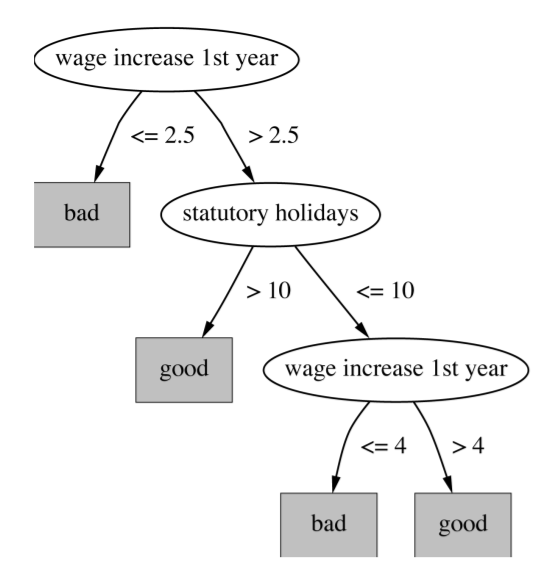 wage increase 1st year
<= 2.5
> 2.5
bad
statutory holidays
> 10
<= 10
good
wage increase 1st year
<= 4
> 4
bad
good